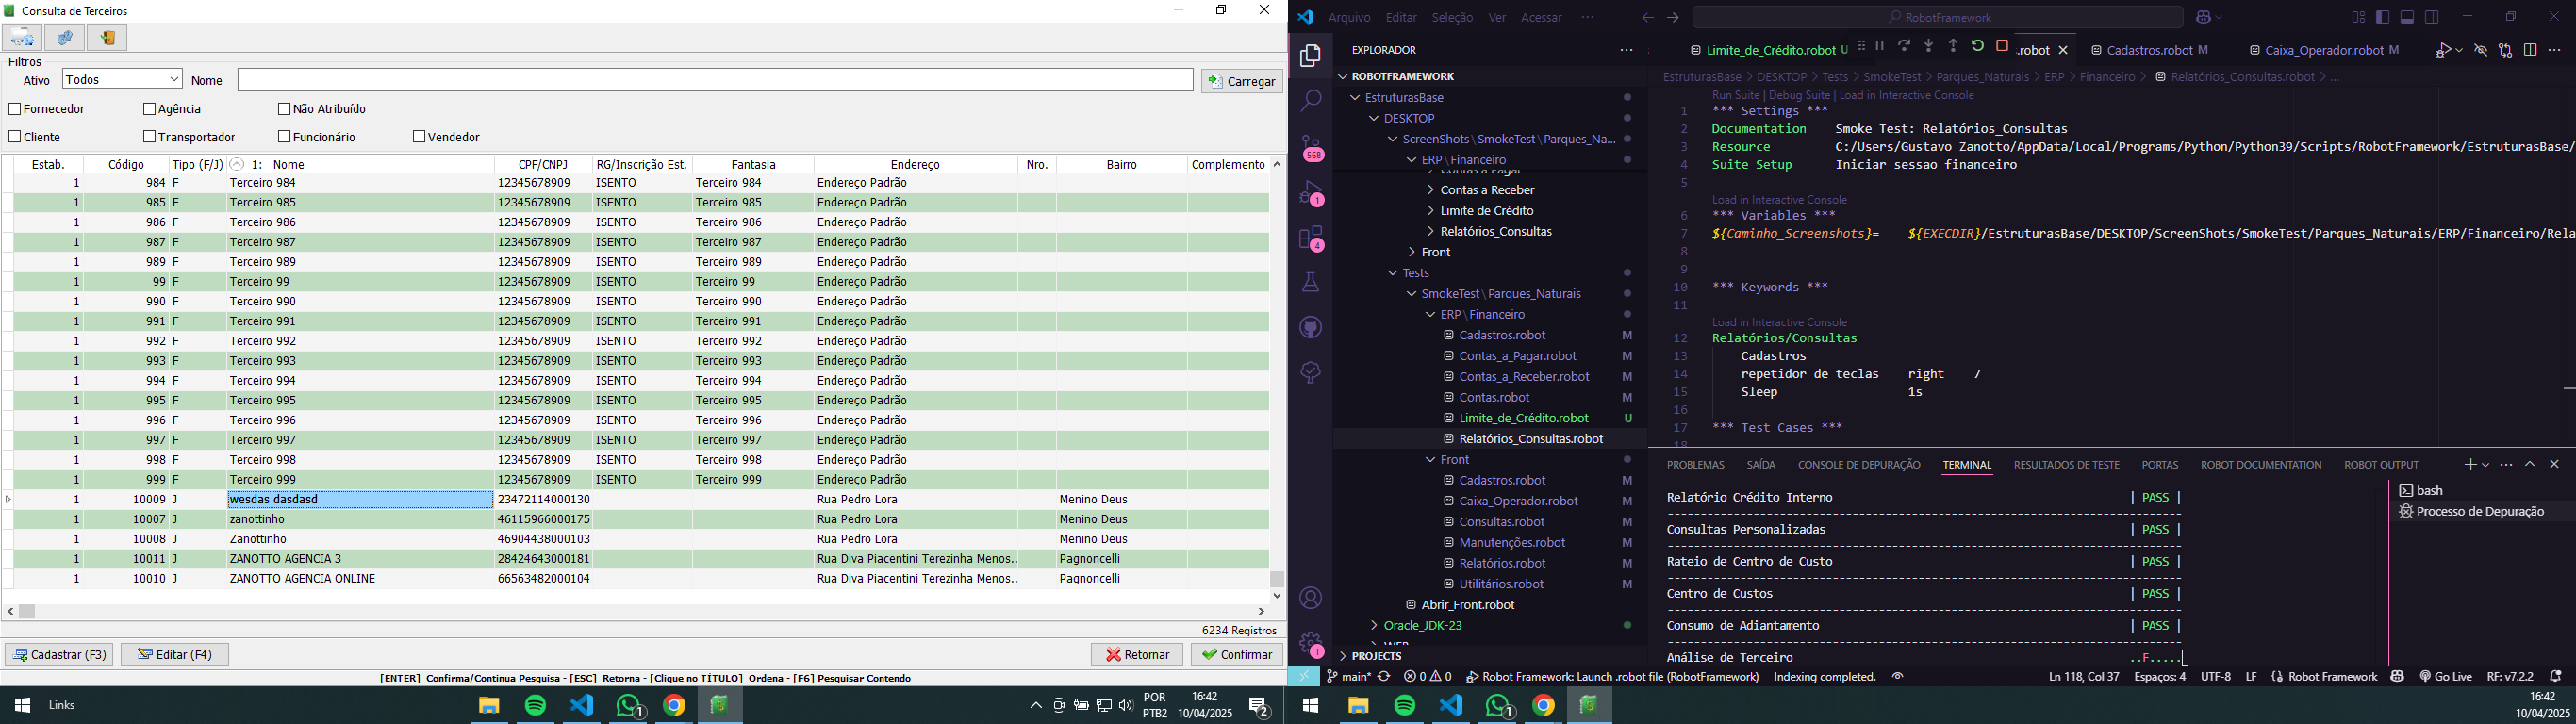 Consulta de Terceiros
Filtros
Ativo Todos Nome Carregar
Fornecedor Agência Não Atribuído
Cliente Transportador Funcionário Vendedor
Estab. Código Tipo (F/J) 1: Nome CPF/CNPJ RG/Inscrição Est. Fantasia Endereço Nro. Bairro Complemento
1 984 F Terceiro 984 12345678909 ISENTO Terceiro 984 Endereço Padrão
1 985 F Terceiro 985 12345678909 ISENTO Terceiro 985 Endereço Padrão
1 986 F Terceiro 986 12345678909 ISENTO Terceiro 986 Endereço Padrão
1 987 F Terceiro 987 12345678909 ISENTO Terceiro 987 Endereço Padrão
1 989 F Terceiro 989 12345678909 ISENTO Terceiro 989 Endereço Padrão
1 99 F Terceiro 99 12345678909 ISENTO Terceiro 99 Endereço Padrão
1 990 F Terceiro 990 12345678909 ISENTO Terceiro 990 Endereço Padrão
1 991 F Terceiro 991 12345678909 ISENTO Terceiro 991 Endereço Padrão
1 992 F Terceiro 992 12345678909 ISENTO Terceiro 992 Endereço Padrão
1 993 F Terceiro 993 12345678909 ISENTO Terceiro 993 Endereço Padrão
1 994 F Terceiro 994 12345678909 ISENTO Terceiro 994 Endereço Padrão
1 995 F Terceiro 995 12345678909 ISENTO Terceiro 995 Endereço Padrão
1 996 F Terceiro 996 12345678909 ISENTO Terceiro 996 Endereço Padrão
1 997 F Terceiro 997 12345678909 ISENTO Terceiro 997 Endereço Padrão
1 998 F Terceiro 998 12345678909 ISENTO Terceiro 998 Endereço Padrão
1 999 F Terceiro 999 12345678909 ISENTO Terceiro 999 Endereço Padrão
1 10009 J wesdas dasdasd 23472114000130 Rua Pedro Lora Menino Deus
1 10007 J zanottinho 46115966000175 Rua Pedro Lora Menino Deus
1 10008 J Zanottinho 46904438000103 Rua Pedro Lora Menino Deus
1 10011 J ZANOTTO AGENCIA 3 28424643000181 Rua Diva Piacentini Terezinha Menos.. Pagnoncelli
1 10010 J ZANOTTO AGENCIA ONLINE 66563482000104 Rua Diva Piacentini Terezinha Menos.. Pagnoncelli
6234 Registros
Cadastrar (F3) Editar (F4) Retornar Confirmar
[ENTER] Confirma/Continua Pesquisa - [ESC] Retorna - [Clique no TÍTULO] Ordena - [F6] Pesquisar Contendo
Links 1 POR PTB2 16:42 10/04/2025 2
Arquivo Editar Seleção Ver Acessar ··· RobotFramework
EXPLORADOR ···
ROBOTFRAMEWORK
EstruturasBase
DESKTOP
ScreenShots\SmokeTest\Parques_Na...
ERP\Financeiro
Contas a Pagar
Contas a Receber
Limite de Crédito
Relatórios_Consultas
Front
Tests
SmokeTest\Parques_Naturais
ERP\Financeiro
Cadastros.robot M
Contas_a_Pagar.robot M
Contas_a_Receber.robot M
Contas.robot M
Limite_de_Crédito.robot U
Relatórios_Consultas.robot
Front
Cadastros.robot M
Caixa_Operador.robot M
Consultas.robot M
Manutenções.robot M
Relatórios.robot M
Utilitários.robot M
Abrir_Front.robot
Oracle_JDK-23
WEB
PROJECTS
568
1
4
1
Limite_de_Crédito.robot U .robot Cadastros.robot M Caixa_Operador.robot M
EstruturasBase > DESKTOP > Tests > SmokeTest > Parques_Naturais > ERP > Financeiro > Relatórios_Consultas.robot > ...
Run Suite | Debug Suite | Load in Interactive Console
1 *** Settings ***
2 Documentation Smoke Test: Relatórios_Consultas
3 Resource C:/Users/Gustavo Zanotto/AppData/Local/Programs/Python/Python39/Scripts/RobotFramework/EstruturasBase/
4 Suite Setup Iniciar sessao financeiro
5
Load in Interactive Console
6 *** Variables ***
7 ${Caminho_Screenshots}= ${EXECDIR}/EstruturasBase/DESKTOP/ScreenShots/SmokeTest/Parques_Naturais/ERP/Financeiro/Rela
8
9
10 *** Keywords ***
11
Load in Interactive Console
12 Relatórios/Consultas
13 Cadastros
14 repetidor de teclas right 7
15 Sleep 1s
16
17 *** Test Cases ***
18
PROBLEMAS SAÍDA CONSOLE DE DEPURAÇÃO TERMINAL RESULTADOS DE TESTE PORTAS ROBOT DOCUMENTATION ROBOT OUTPUT
Relatório Crédito Interno | PASS |
Consultas Personalizadas | PASS |
Rateio de Centro de Custo | PASS |
Centro de Custos | PASS |
Consumo de Adiantamento | PASS |
Análise de Terceiro ..F.....
bash
Processo de Depuração
main* 0 0 Robot Framework: Launch .robot file (RobotFramework) Indexing completed. Ln 118, Col 37 Espaços: 4 UTF-8 LF Robot Framework Go Live RF: v7.2.2
1 16:42 10/04/2025